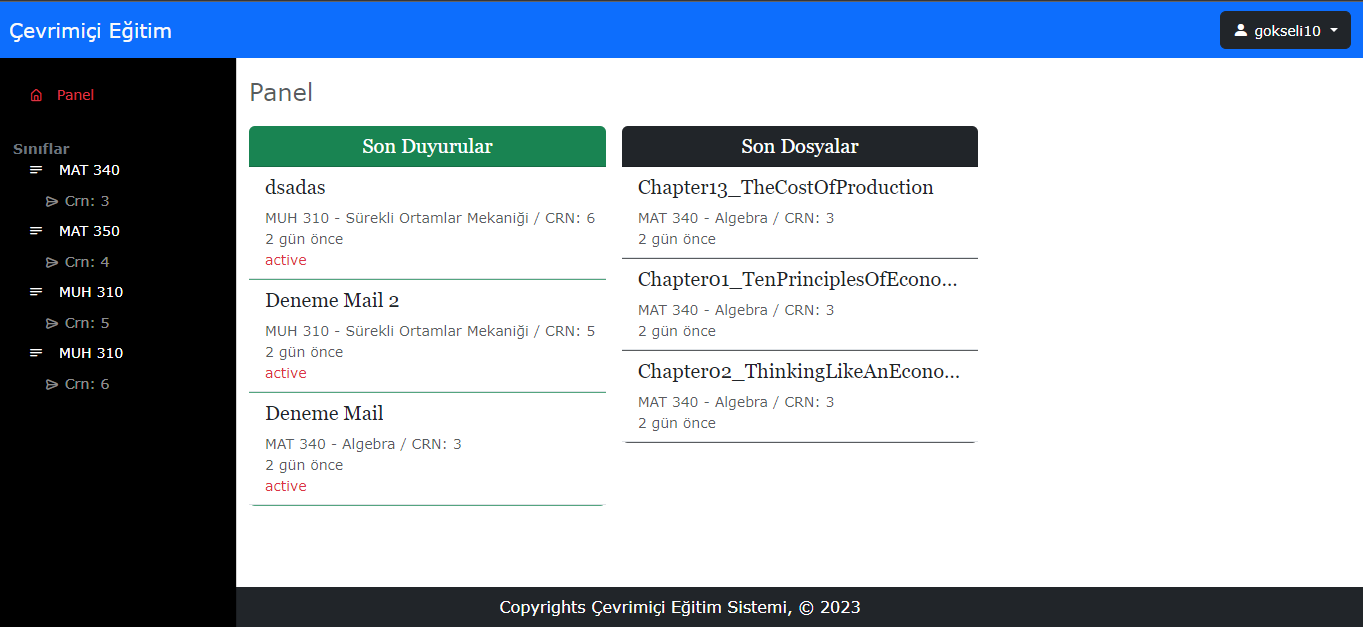 Çevrimiçi Eğitim
gokseli10
Panel
Sınıflar
MAT 340
Crn: 3
MAT 350
Crn: 4
MUH 310
Crn: 5
MUH 310
Crn: 6
Panel
Son Duyurular
dsadas
MUH 310 - Sürekli Ortamlar Mekaniği / CRN: 6
2 gün önce
active
Deneme Mail 2
MUH 310 - Sürekli Ortamlar Mekaniği / CRN: 5
2 gün önce
active
Deneme Mail
MAT 340 - Algebra / CRN: 3
2 gün önce
active
Son Dosyalar
Chapter13_TheCostOfProduction
MAT 340 - Algebra / CRN: 3
2 gün önce
Chapter01_TenPrinciplesOfEcono...
MAT 340 - Algebra / CRN: 3
2 gün önce
Chapter02_ThinkingLikeAnEcono...
MAT 340 - Algebra / CRN: 3
2 gün önce
Copyrights Çevrimiçi Eğitim Sistemi, © 2023